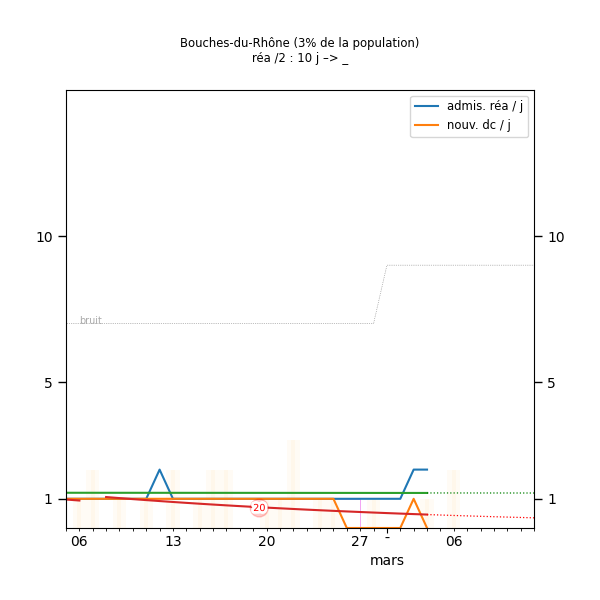 Bouches-du-Rhône (3% de la population)
réa /2 : 10 j –> _
admis. réa / j
nouv. dc / j
10
10
bruit
5
5
1
1
20
06
13
20
27
-
06
mars